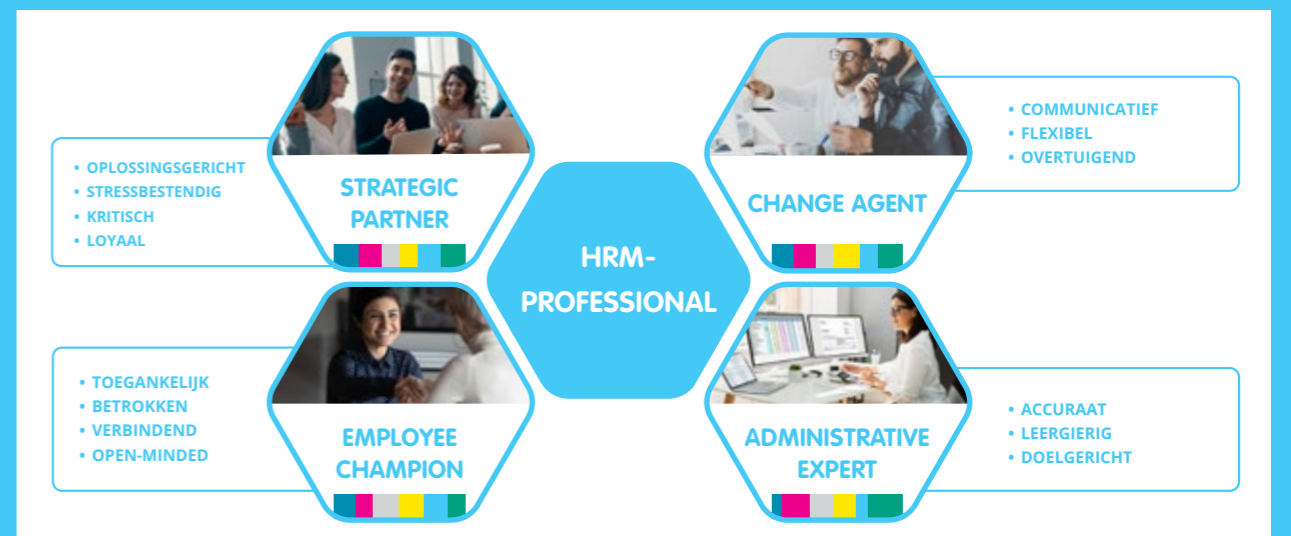 • OPLOSSINGSGERICHT
• STRESSBESTENDIG
• KRITISCH
• LOYAAL
STRATEGIC
PARTNER
CHANGE AGENT
• COMMUNICATIEF
• FLEXIBEL
• OVERTUIGEND
HRM-
PROFESSIONAL
• TOEGANKELIJK
• BETROKKEN
• VERBINDEND
• OPEN-MINDED
EMPLOYEE
CHAMPION
ADMINISTRATIVE
EXPERT
• ACCURAAT
• LEERGIERIG
• DOELGERICHT